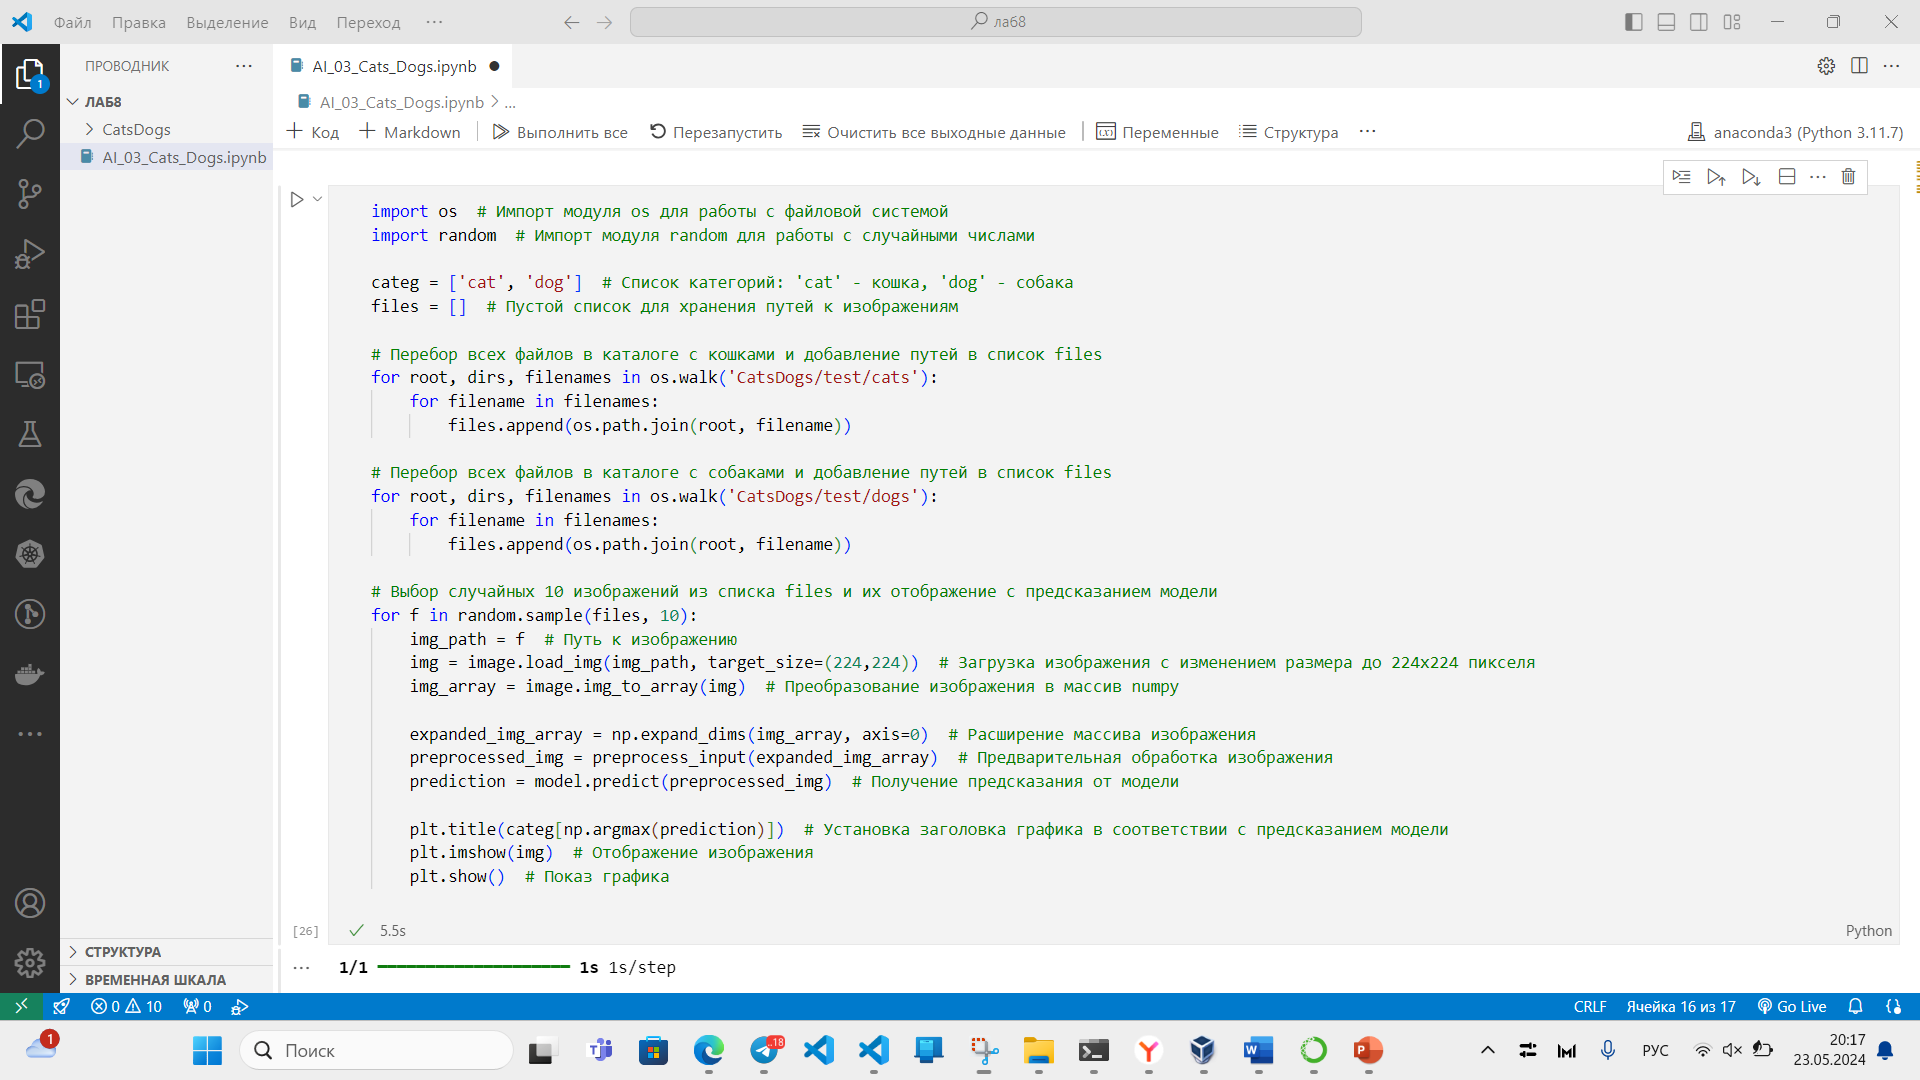 Файл Правка Выделение Вид Переход ···
лаб8
ПРОВОДНИК ···
AI_03_Cats_Dogs.ipynb
1
ЛАБ8
AI_03_Cats_Dogs.ipynb > ...
CatsDogs
AI_03_Cats_Dogs.ipynb
+ Код + Markdown Выполнить все Перезапустить Очистить все выходные данные Переменные Структура ··· anaconda3 (Python 3.11.7)
import os  # Импорт модуля os для работы с файловой системой
import random  # Импорт модуля random для работы с случайными числами
categ = ['cat', 'dog']  # Список категорий: 'cat' - кошка, 'dog' - собака
files = []  # Пустой список для хранения путей к изображениям
# Перебор всех файлов в каталоге с кошками и добавление путей в список files
for root, dirs, filenames in os.walk('CatsDogs/test/cats'):
    for filename in filenames:
        files.append(os.path.join(root, filename))
# Перебор всех файлов в каталоге с собаками и добавление путей в список files
for root, dirs, filenames in os.walk('CatsDogs/test/dogs'):
    for filename in filenames:
        files.append(os.path.join(root, filename))
# Выбор случайных 10 изображений из списка files и их отображение с предсказанием модели
for f in random.sample(files, 10):
    img_path = f  # Путь к изображению
    img = image.load_img(img_path, target_size=(224,224))  # Загрузка изображения с изменением размера до 224x224 пикселя
    img_array = image.img_to_array(img)  # Преобразование изображения в массив numpy
    expanded_img_array = np.expand_dims(img_array, axis=0)  # Расширение массива изображения
    preprocessed_img = preprocess_input(expanded_img_array)  # Предварительная обработка изображения
    prediction = model.predict(preprocessed_img)  # Получение предсказания от модели
    plt.title(categ[np.argmax(prediction)])  # Установка заголовка графика в соответствии с предсказанием модели
    plt.imshow(img)  # Отображение изображения
    plt.show()  # Показ графика
[26] 5.5s Python
··· 1/1 1s 1s/step
СТРУКТУРА
ВРЕМЕННАЯ ШКАЛА
0 10 0 CRLF Ячейка 16 из 17 Go Live
1 Поиск .18 РУС 20:17
23.05.2024